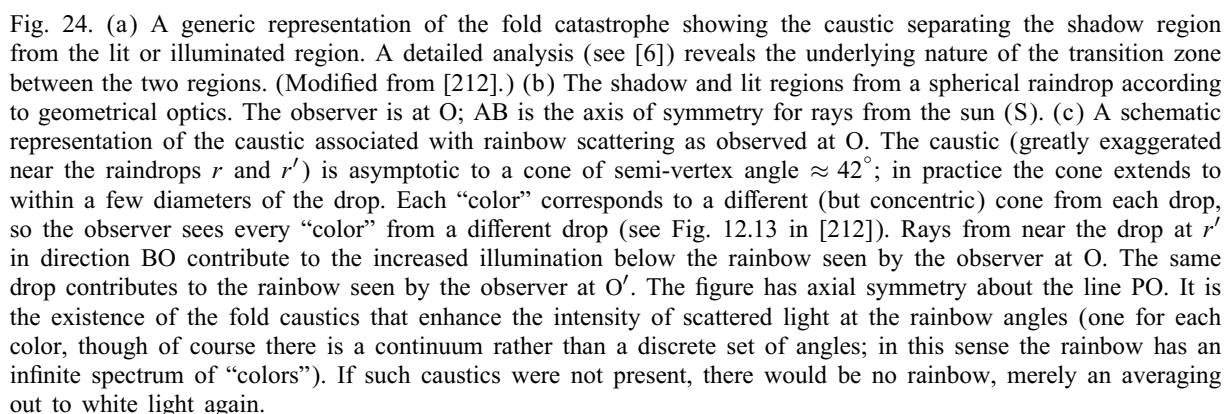 Fig. 24. (a) A generic representation of the fold catastrophe showing the caustic separating the shadow region
from the lit or illuminated region. A detailed analysis (see [6]) reveals the underlying nature of the transition zone
between the two regions. (Modified from [212].) (b) The shadow and lit regions from a spherical raindrop according
to geometrical optics. The observer is at O; AB is the axis of symmetry for rays from the sun (S). (c) A schematic
representation of the caustic associated with rainbow scattering as observed at O. The caustic (greatly exaggerated
near the raindrops r and r′) is asymptotic to a cone of semi-vertex angle ≈ 42°; in practice the cone extends to
within a few diameters of the drop. Each “color” corresponds to a different (but concentric) cone from each drop,
so the observer sees every “color” from a different drop (see Fig. 12.13 in [212]). Rays from near the drop at r′
in direction BO contribute to the increased illumination below the rainbow seen by the observer at O. The same
drop contributes to the rainbow seen by the observer at O′. The figure has axial symmetry about the line PO. It is
the existence of the fold caustics that enhance the intensity of scattered light at the rainbow angles (one for each
color, though of course there is a continuum rather than a discrete set of angles; in this sense the rainbow has an
infinite spectrum of “colors”). If such caustics were not present, there would be no rainbow, merely an averaging
out to white light again.